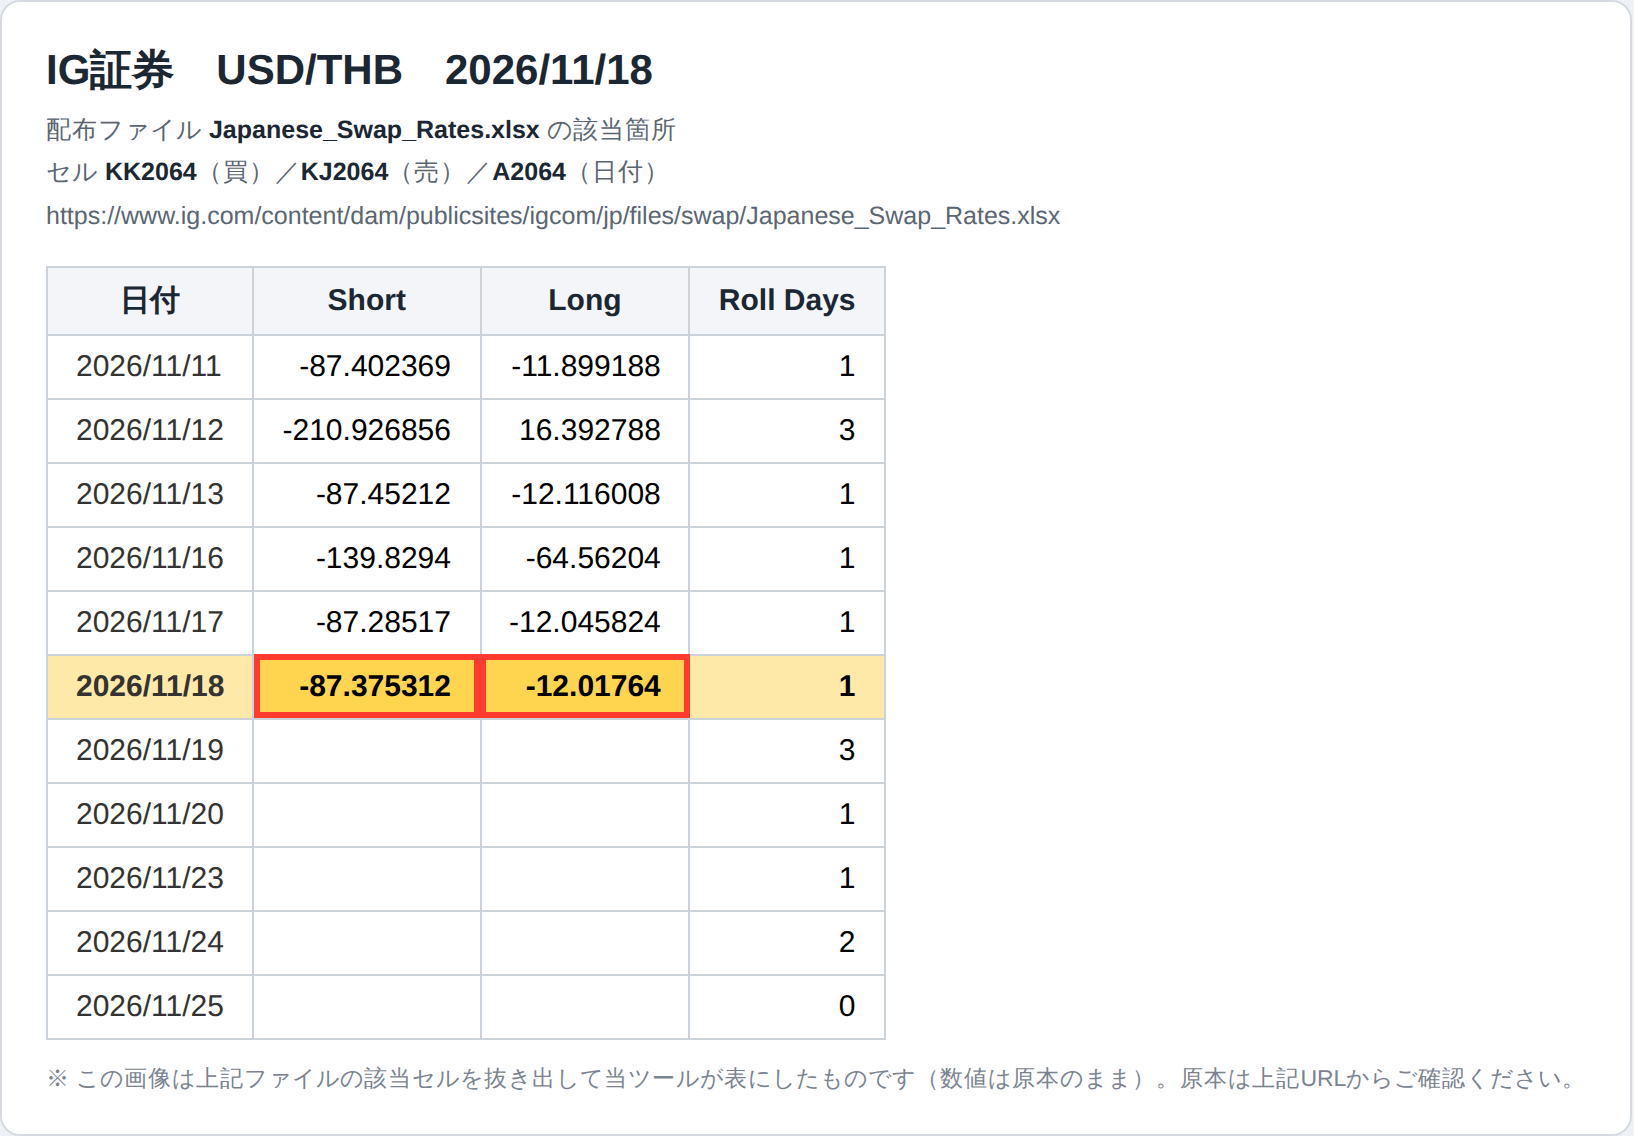 IG証券　USD/THB　2026/11/18
配布ファイル Japanese_Swap_Rates.xlsx の該当箇所
セル KK2064（買）／KJ2064（売）／A2064（日付）
https://www.ig.com/content/dam/publicsites/igcom/jp/files/swap/Japanese_Swap_Rates.xlsx
日付 Short Long Roll Days
2026/11/11 -87.402369 -11.899188 1
2026/11/12 -210.926856 16.392788 3
2026/11/13 -87.45212 -12.116008 1
2026/11/16 -139.8294 -64.56204 1
2026/11/17 -87.28517 -12.045824 1
2026/11/18 -87.375312 -12.01764 1
2026/11/19 3
2026/11/20 1
2026/11/23 1
2026/11/24 2
2026/11/25 0
※ この画像は上記ファイルの該当セルを抜き出して当ツールが表にしたものです（数値は原本のまま）。原本は上記URLからご確認ください。